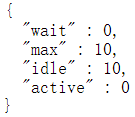 {
"wait" : 0,
"max" : 10,
"idle" : 10,
"active" : 0
}